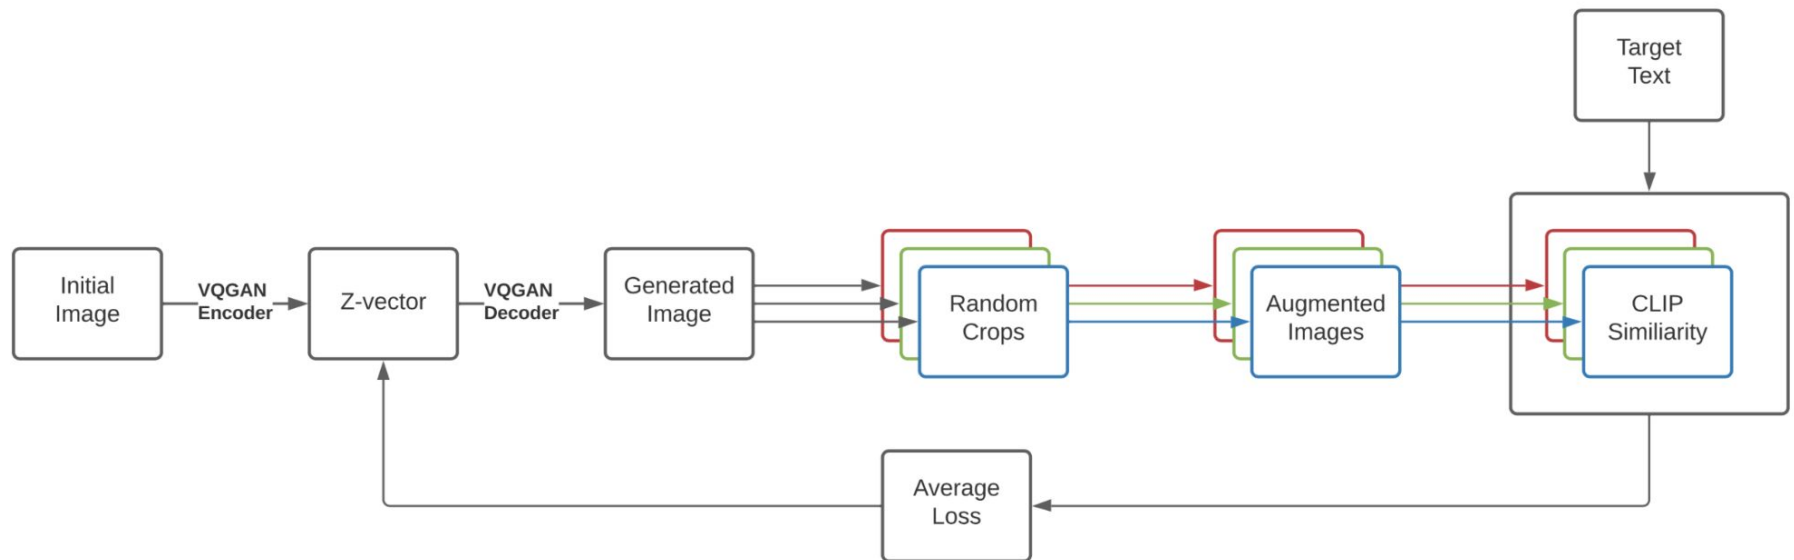 Target
Text
Initial
Image
VQGAN
Encoder
Z-vector
VQGAN
Decoder
Generated
Image
Random
Crops
Augmented
Images
CLIP
Similiarity
Average
Loss